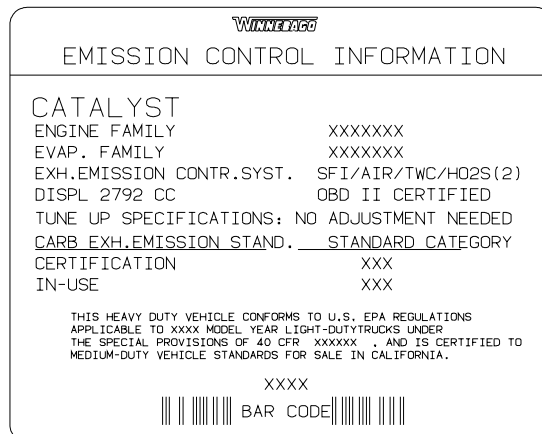 WINNEBAGO
EMISSION CONTROL INFORMATION
CATALYST
ENGINE FAMILY XXXXXXX
EVAP. FAMILY XXXXXXX
EXH.EMISSION CONTR.SYST. SFI/AIR/TWC/HO2S(2)
DISPL 2792 CC OBD II CERTIFIED
TUNE UP SPECIFICATIONS: NO ADJUSTMENT NEEDED
CARB EXH.EMISSION STAND. STANDARD CATEGORY
CERTIFICATION XXX
IN-USE XXX
THIS HEAVY DUTY VEHICLE CONFORMS TO U.S. EPA REGULATIONS
APPLICABLE TO XXXX MODEL YEAR LIGHT-DUTYTRUCKS UNDER
THE SPECIAL PROVISIONS OF 40 CFR XXXXXX . AND IS CERTIFIED TO
MEDIUM-DUTY VEHICLE STANDARDS FOR SALE IN CALIFORNIA.
XXXX
BAR CODE